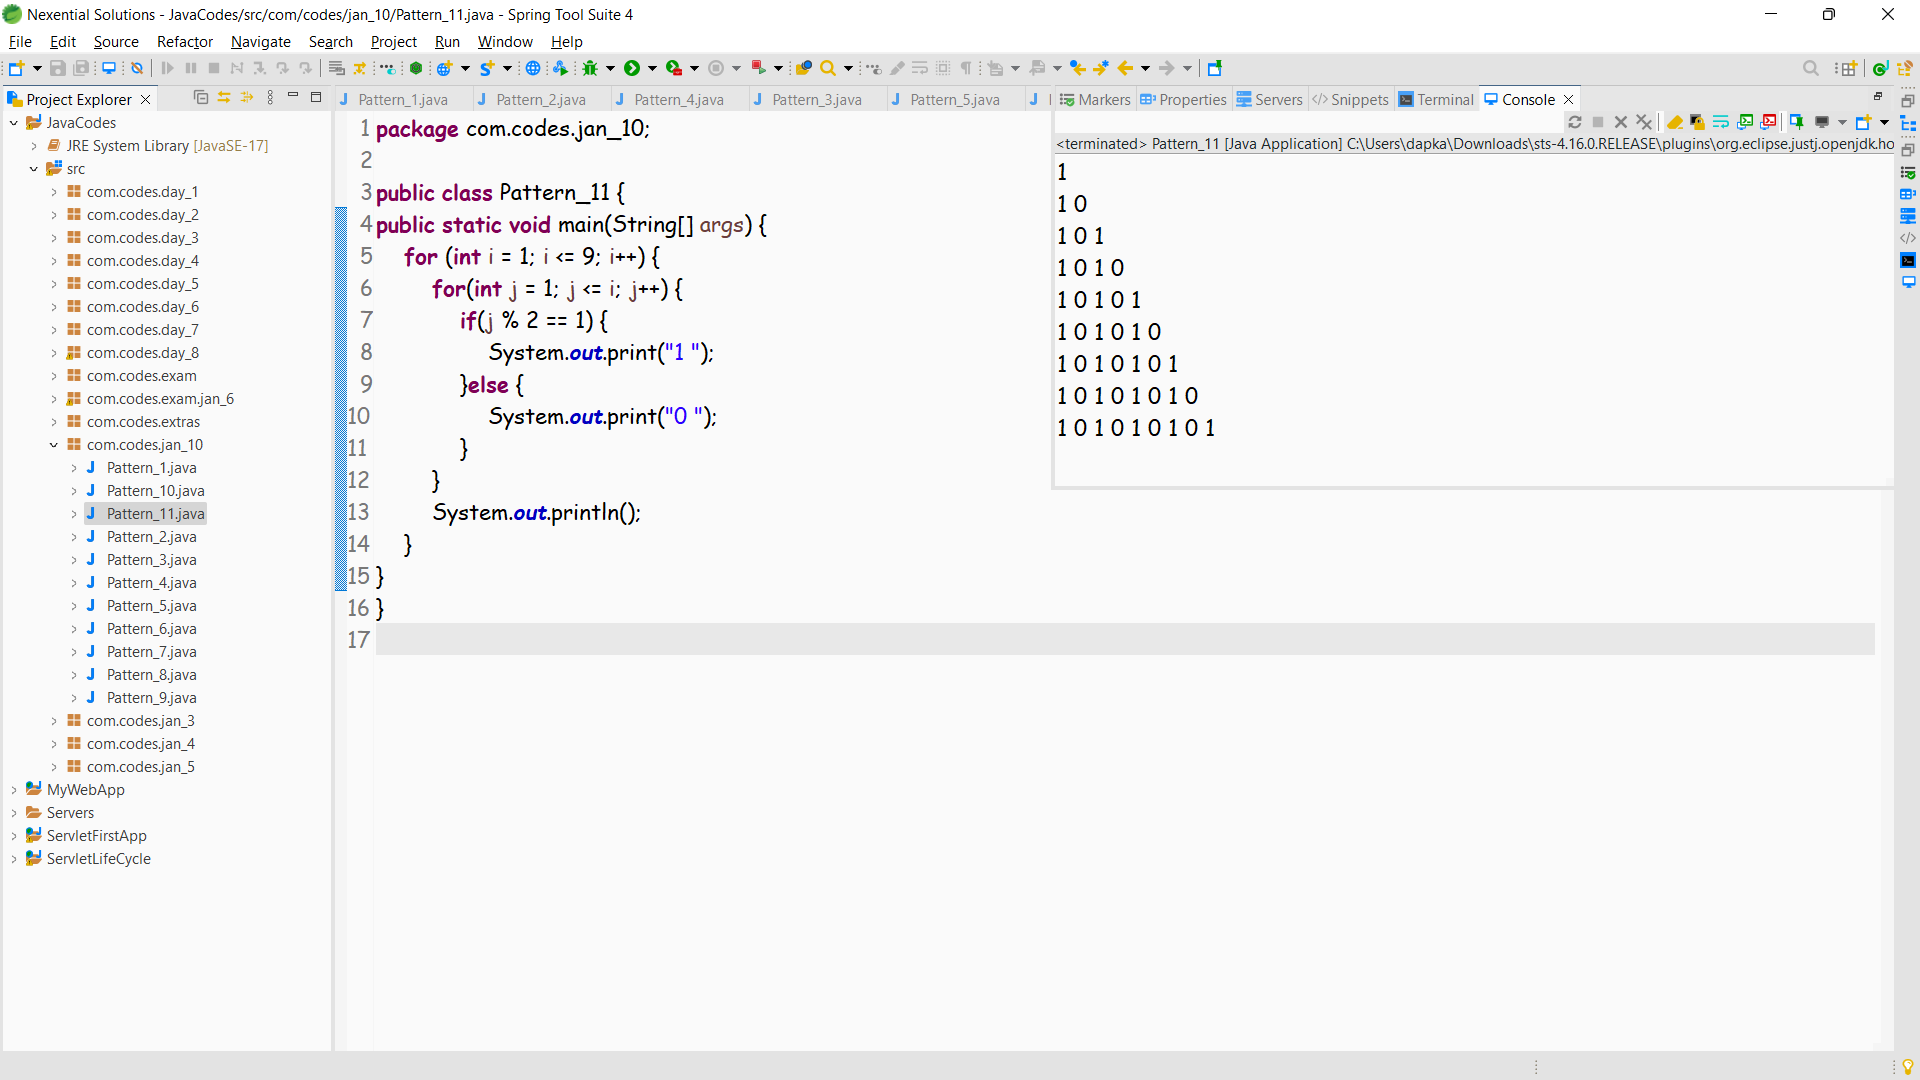 Nexential Solutions - JavaCodes/src/com/codes/jan_10/Pattern_11.java - Spring Tool Suite 4
File Edit Source Refactor Navigate Search Project Run Window Help
Project Explorer
JavaCodes
JRE System Library [JavaSE-17]
src
com.codes.day_1
com.codes.day_2
com.codes.day_3
com.codes.day_4
com.codes.day_5
com.codes.day_6
com.codes.day_7
com.codes.day_8
com.codes.exam
com.codes.exam.jan_6
com.codes.extras
com.codes.jan_10
Pattern_1.java
Pattern_10.java
Pattern_11.java
Pattern_2.java
Pattern_3.java
Pattern_4.java
Pattern_5.java
Pattern_6.java
Pattern_7.java
Pattern_8.java
Pattern_9.java
com.codes.jan_3
com.codes.jan_4
com.codes.jan_5
MyWebApp
Servers
ServletFirstApp
ServletLifeCycle
Pattern_1.java Pattern_2.java Pattern_4.java Pattern_3.java Pattern_5.java
1 package com.codes.jan_10;
2
3 public class Pattern_11 {
4 public static void main(String[] args) {
5 for (int i = 1; i <= 9; i++) {
6 for(int j = 1; j <= i; j++) {
7 if(j % 2 == 1) {
8 System.out.print("1 ");
9 }else {
10 System.out.print("0 ");
11 }
12 }
13 System.out.println();
14 }
15 }
16 }
17
Markers Properties Servers Snippets Terminal Console
<terminated> Pattern_11 [Java Application] C:\Users\dapka\Downloads\sts-4.16.0.RELEASE\plugins\org.eclipse.justj.openjdk.ho
1
1 0
1 0 1
1 0 1 0
1 0 1 0 1
1 0 1 0 1 0
1 0 1 0 1 0 1
1 0 1 0 1 0 1 0
1 0 1 0 1 0 1 0 1